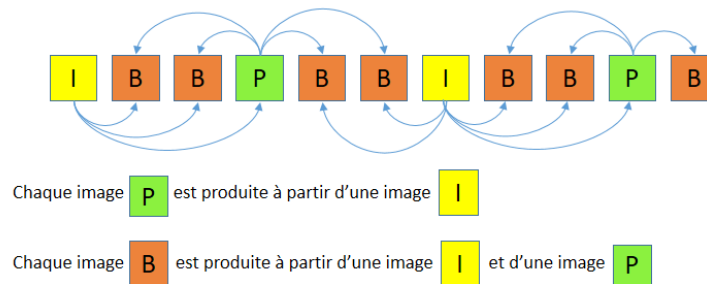 I B B P B B I B B P B
Chaque image P est produite à partir d'une image I
Chaque image B est produite à partir d'une image I et d'une image P